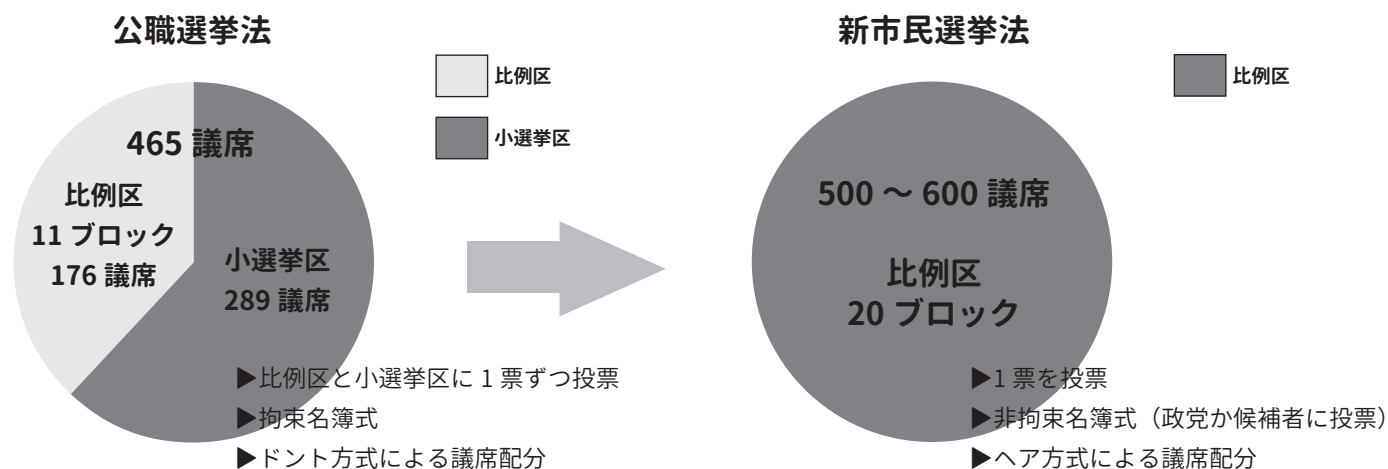 公職選挙法
比例区
小選挙区
465 議席
比例区
11 ブロック
176 議席
小選挙区
289 議席
▶比例区と小選挙区に 1 票ずつ投票
▶拘束名簿式
▶ドント方式による議席配分
新市民選挙法
比例区
500 〜 600 議席
比例区
20 ブロック
▶1 票を投票
▶非拘束名簿式（政党か候補者に投票）
▶ヘア方式による議席配分